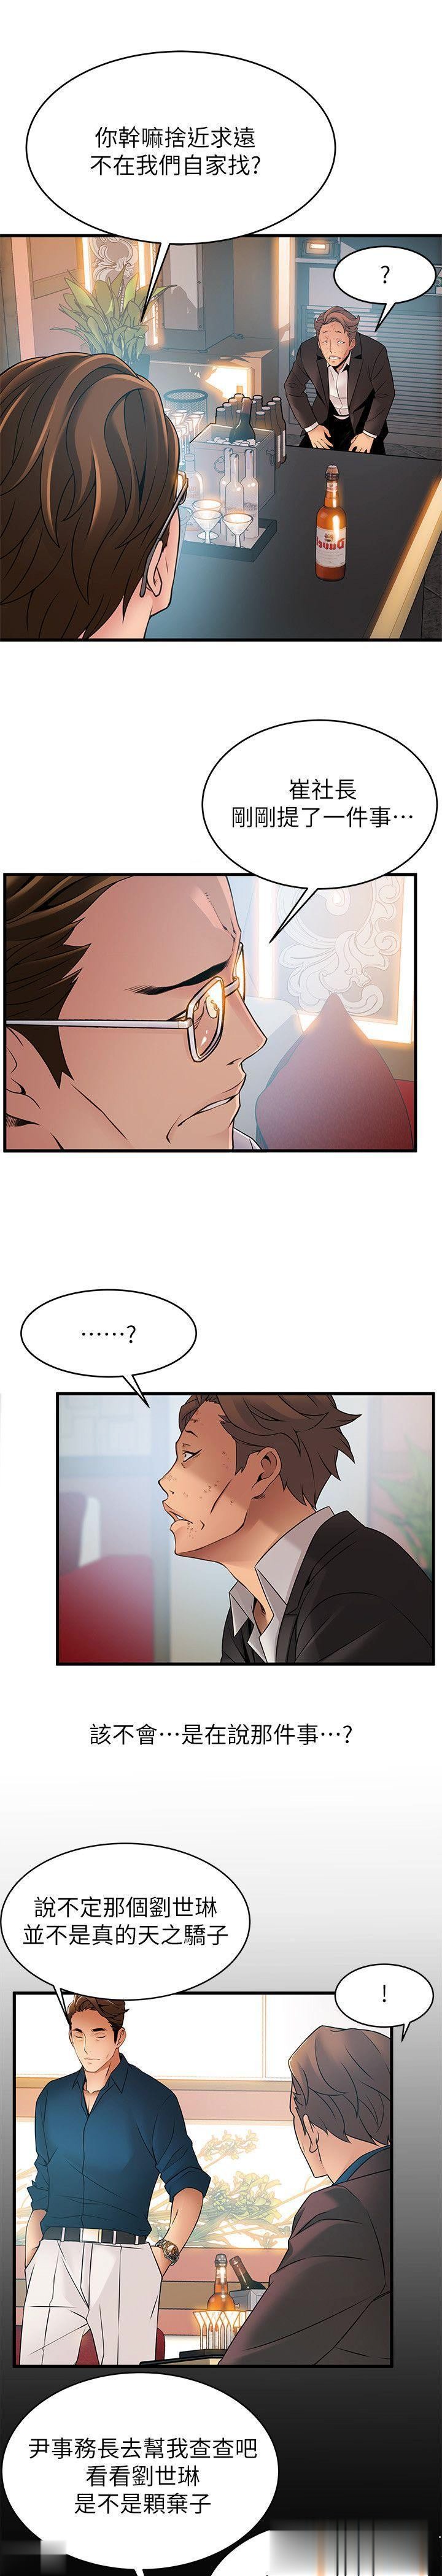 你幹嘛捨近求遠
不在我們自家找?
?
Duvel
崔社長
剛剛提了一件事…
……?
該不會…是在說那件事…?
說不定那個劉世琳
並不是真的天之驕子
!
尹事務長去幫我查查吧
看看劉世琳
是不是顆棄子